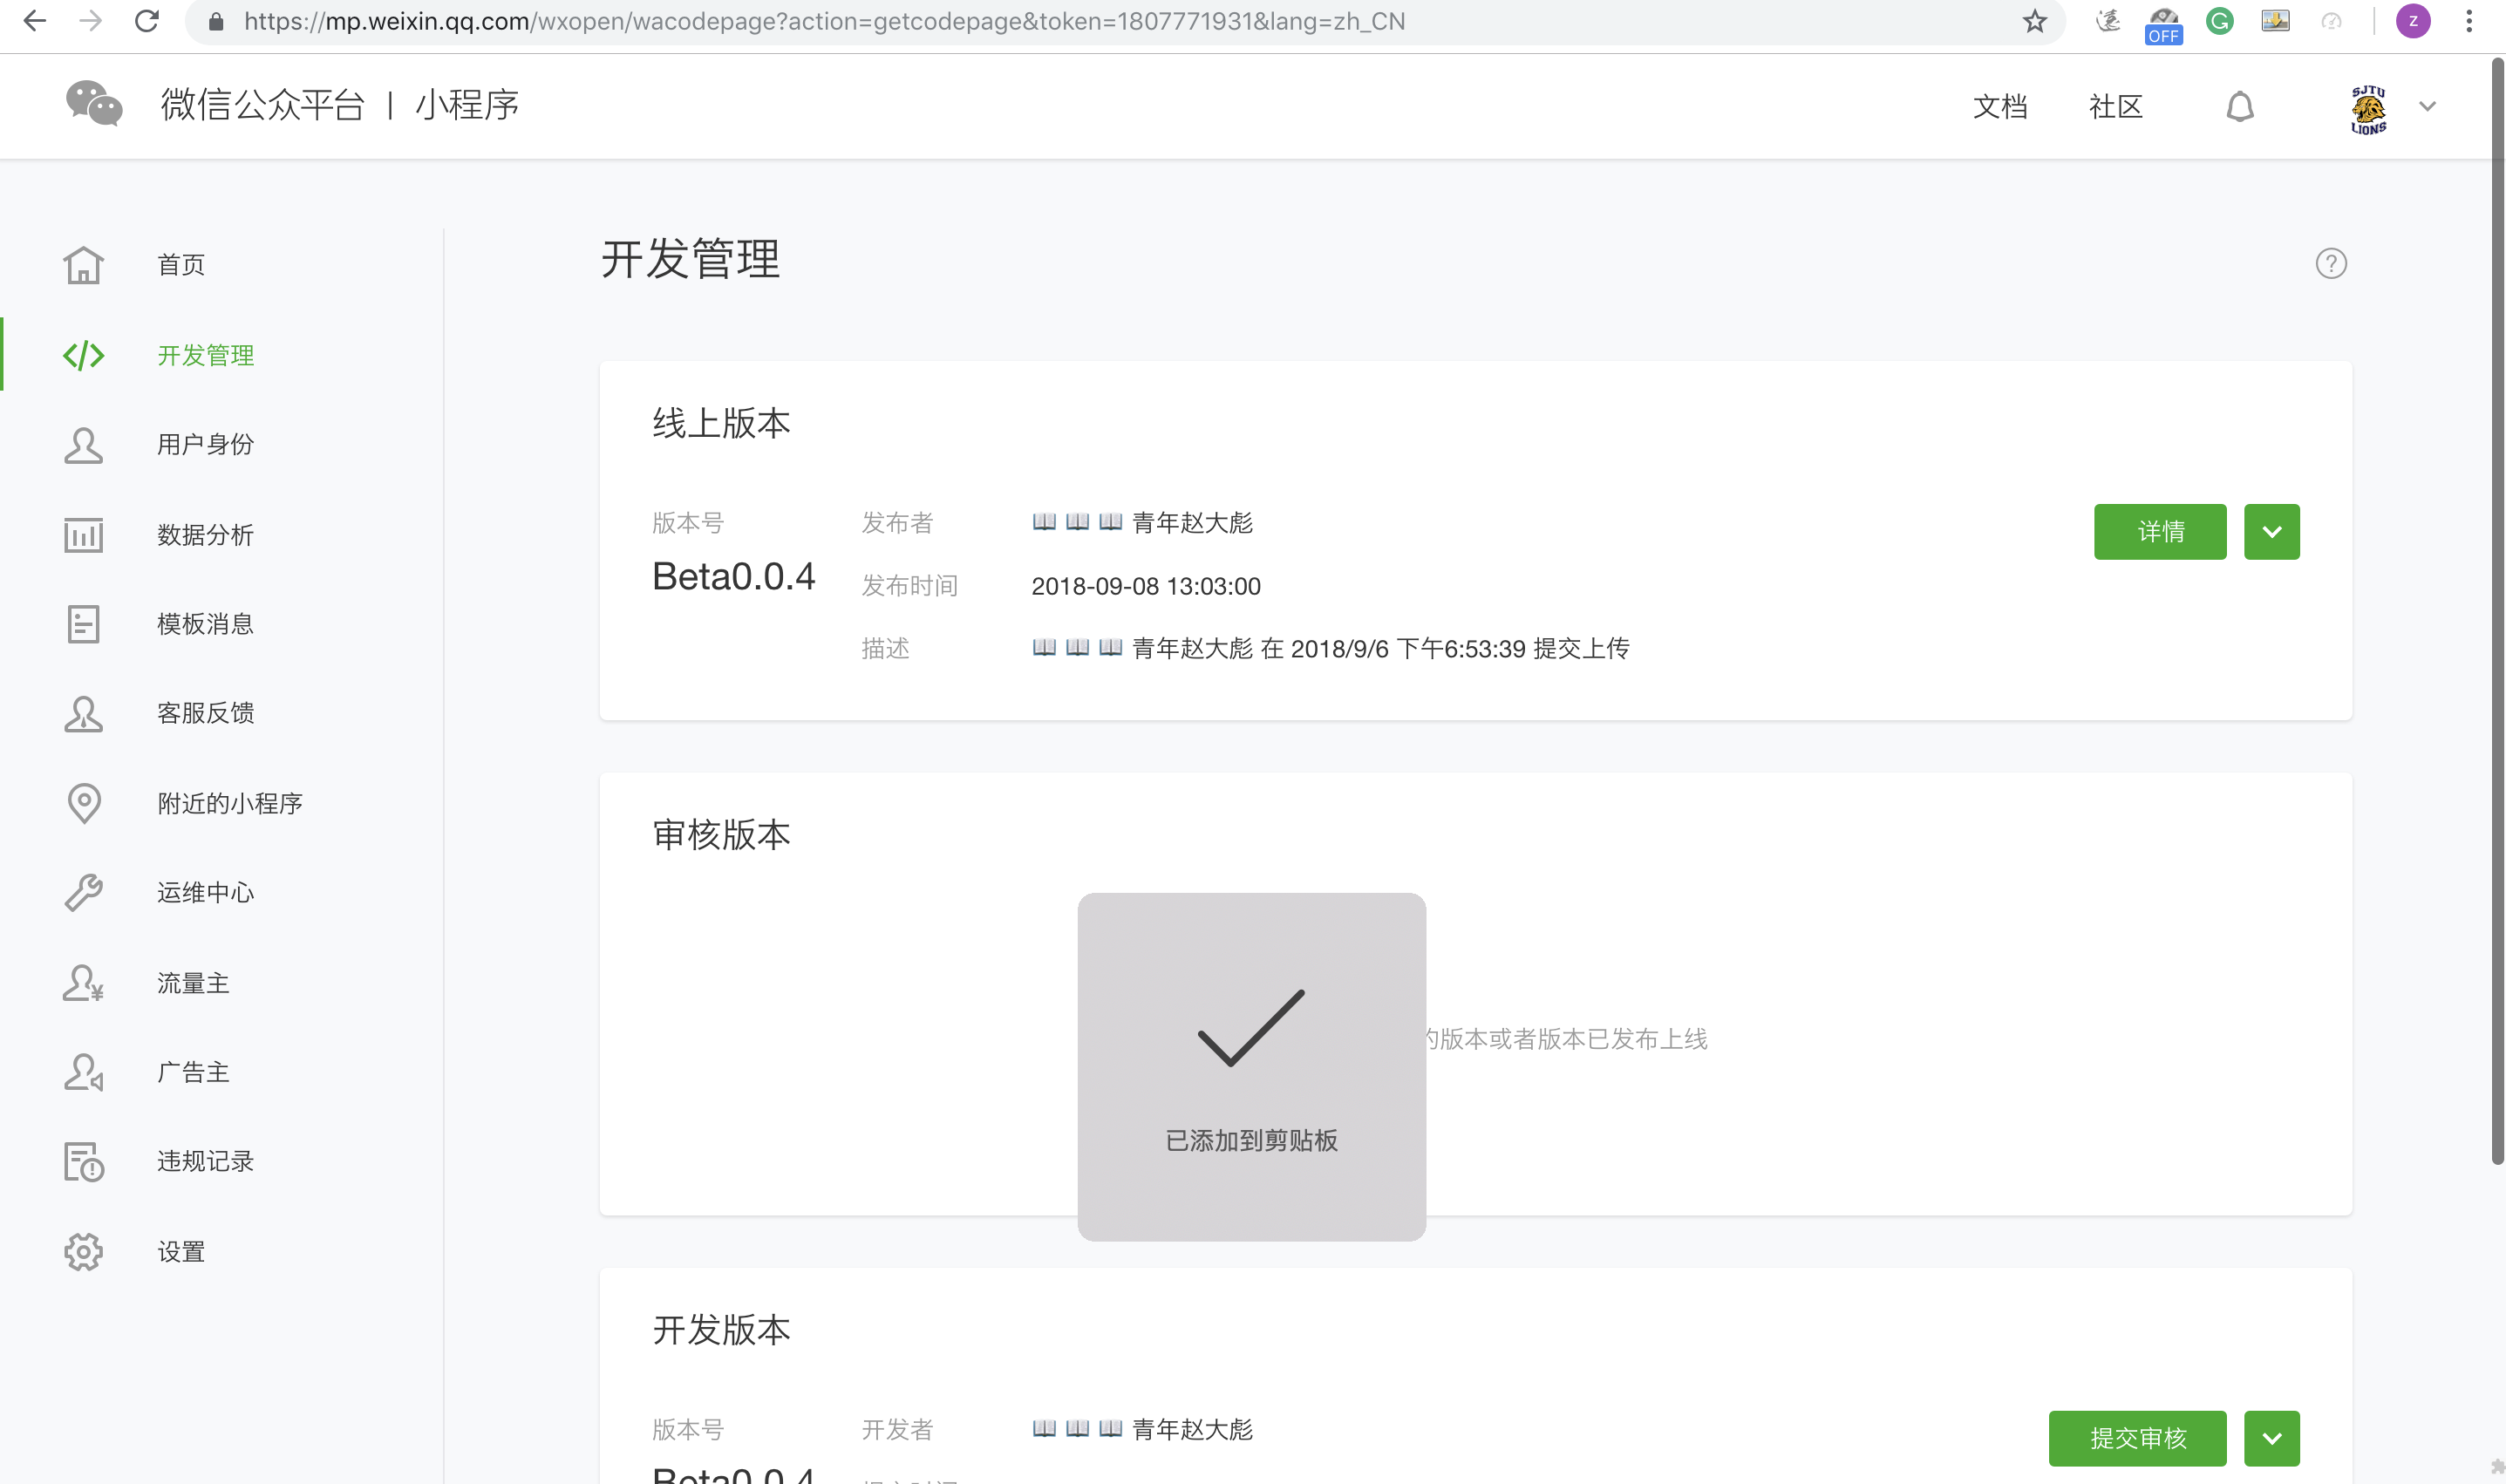 https://mp.weixin.qq.com/wxopen/wacodepage?action=getcodepage&token=1807771931&lang=zh_CN
OFF
z
微信公众平台 | 小程序
文档
社区
SJTU
LIONS
首页
开发管理
用户身份
数据分析
模板消息
客服反馈
附近的小程序
运维中心
流量主
广告主
违规记录
设置
开发管理
线上版本
版本号 发布者 📖 📖 📖 青年赵大彪
详情
Beta0.0.4
发布时间 2018-09-08 13:03:00
描述 📖 📖 📖 青年赵大彪 在 2018/9/6 下午6:53:39 提交上传
审核版本
的版本或者版本已发布上线
已添加到剪贴板
开发版本
版本号 开发者 📖 📖 📖 青年赵大彪
提交审核
Beta0.0.4